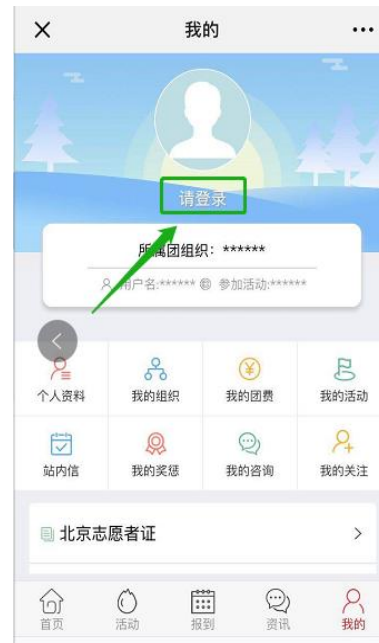 我的
请登录
所属团组织: ******
用户名:****** 参加活动:******
个人资料 我的组织 我的团费 我的活动
站内信 我的奖惩 我的咨询 我的关注
北京志愿者证
首页 活动 报到 资讯 我的